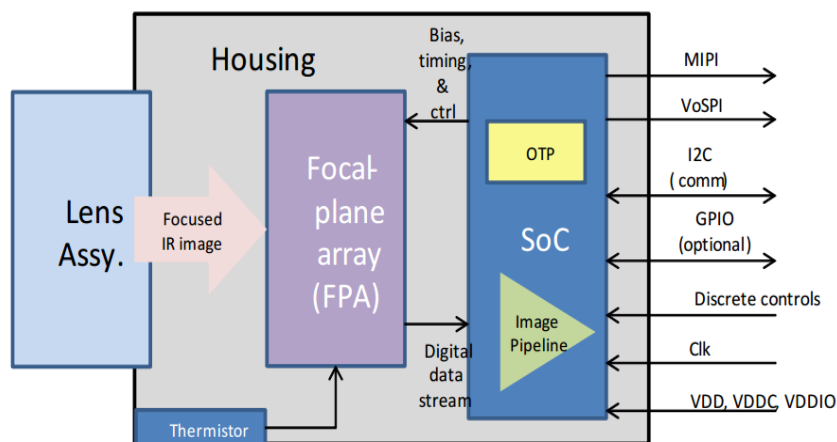 Housing
Bias,
timing,
&
ctrl
MIPI
VoSPI
OTP
I2C
( comm)
Lens
Assy.
Focused
IR image
Focal-
plane
array
(FPA)
SoC
GPIO
(optional)
Image
Pipeline
Discrete controls
Digital
data
stream
Clk
VDD, VDDC, VDDIO
Thermistor